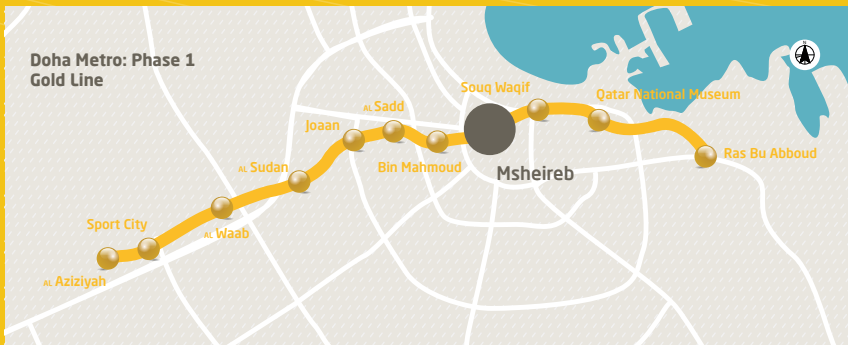 Doha Metro: Phase 1
Gold Line
N
Souq Waqif
Qatar National Museum
AL Sadd
Joaan
Ras Bu Abboud
AL Sudan
Bin Mahmoud
Msheireb
Sport City
AL Waab
AL Aziziyah